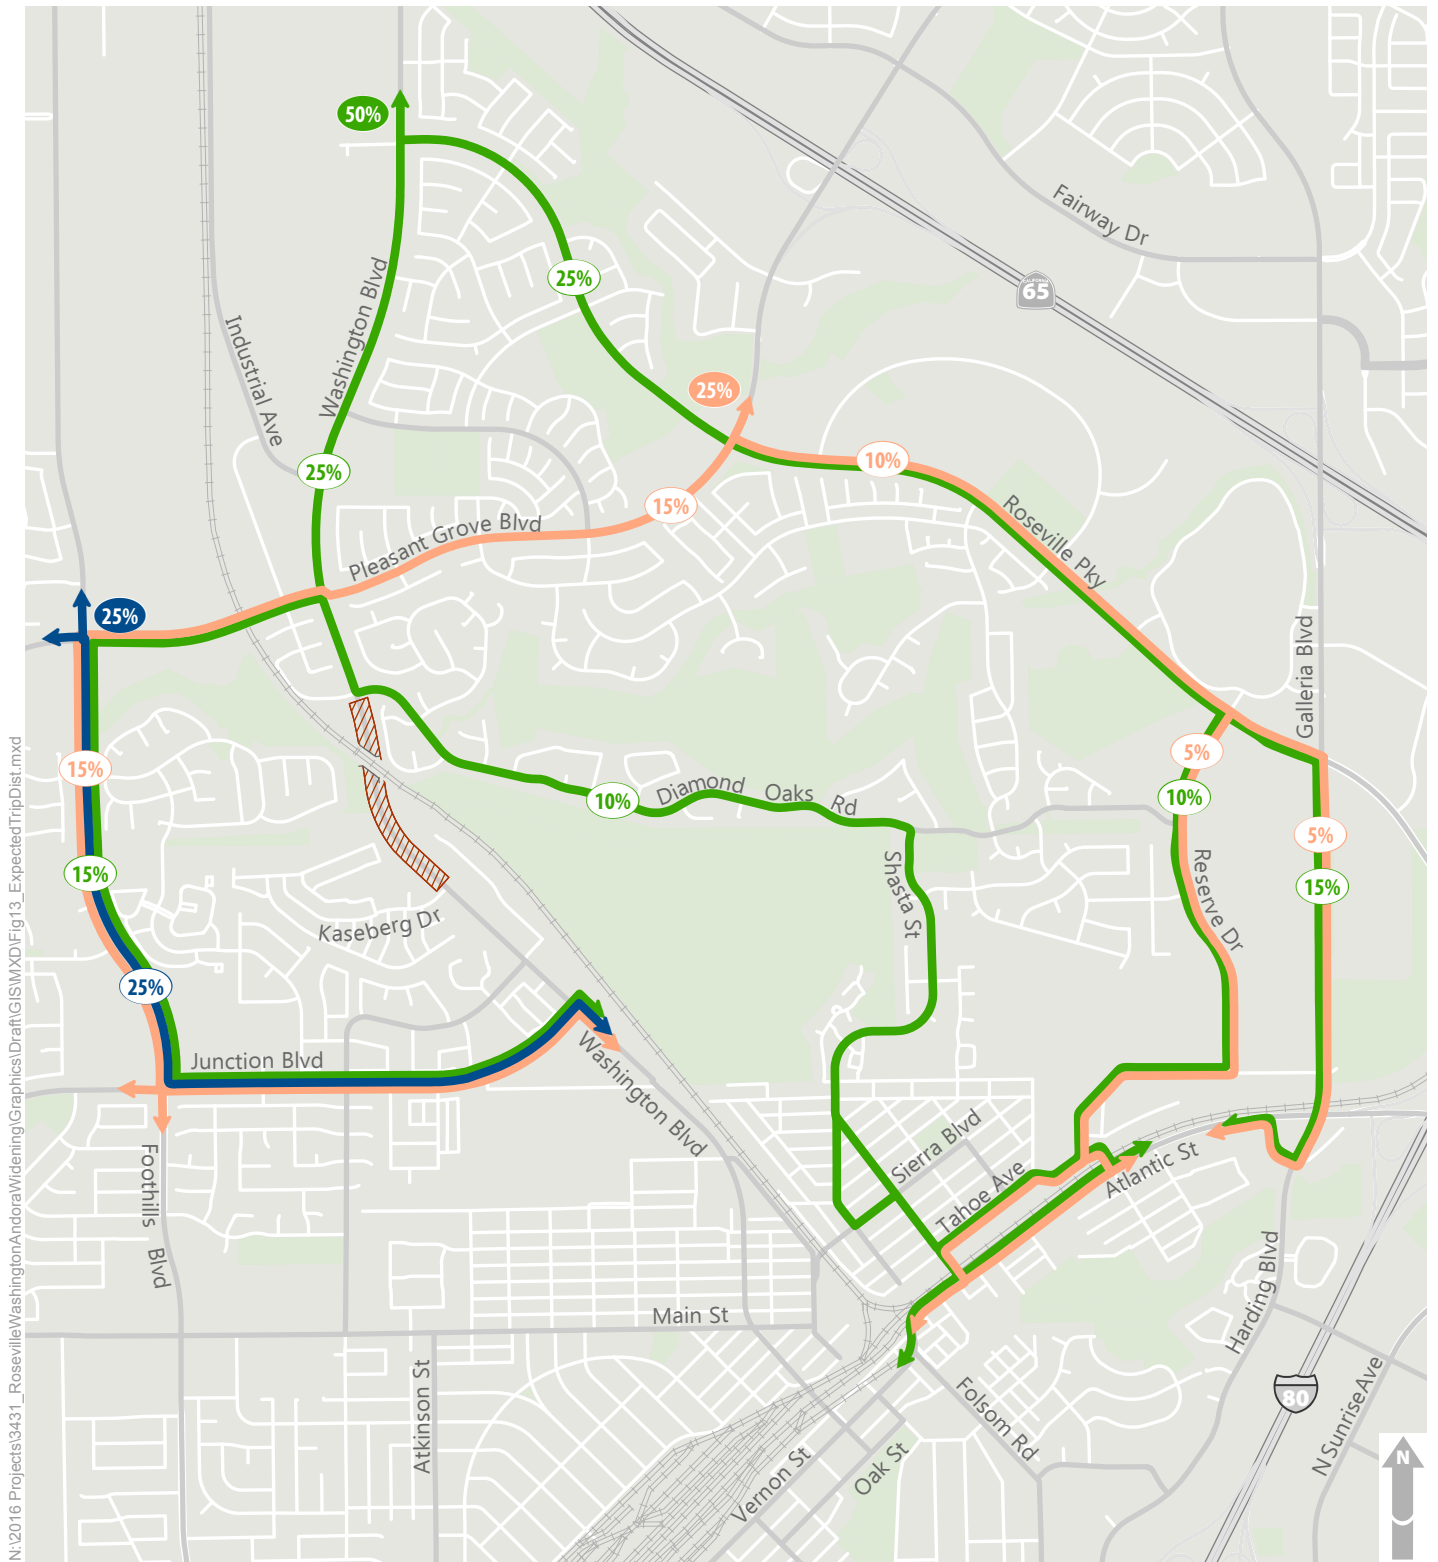 50%
Fairway Dr
25%
CALIFORNIA
65
Washington Blvd
Industrial Ave
25%
10%
25%
15%
Roseville Pky
Pleasant Grove Blvd
25%
Galleria Blvd
5%
15%
10%
Diamond Oaks Rd
10%
5%
15%
Shasta St
Reserve Dr
15%
Kaseberg Dr
25%
Junction Blvd
Washington Blvd
Sierra Blvd
Tahoe Ave
Atlantic St
Foothills Blvd
Harding Blvd
Main St
Atkinson St
Folsom Rd
80
N Sunrise Ave
Vernon St
Oak St
N
N:\2016 Projects\3431_RosevilleWashingtonAndoraWidening\Graphics\Draft\GIS\MXD\Fig13_ExpectedTripDist.mxd